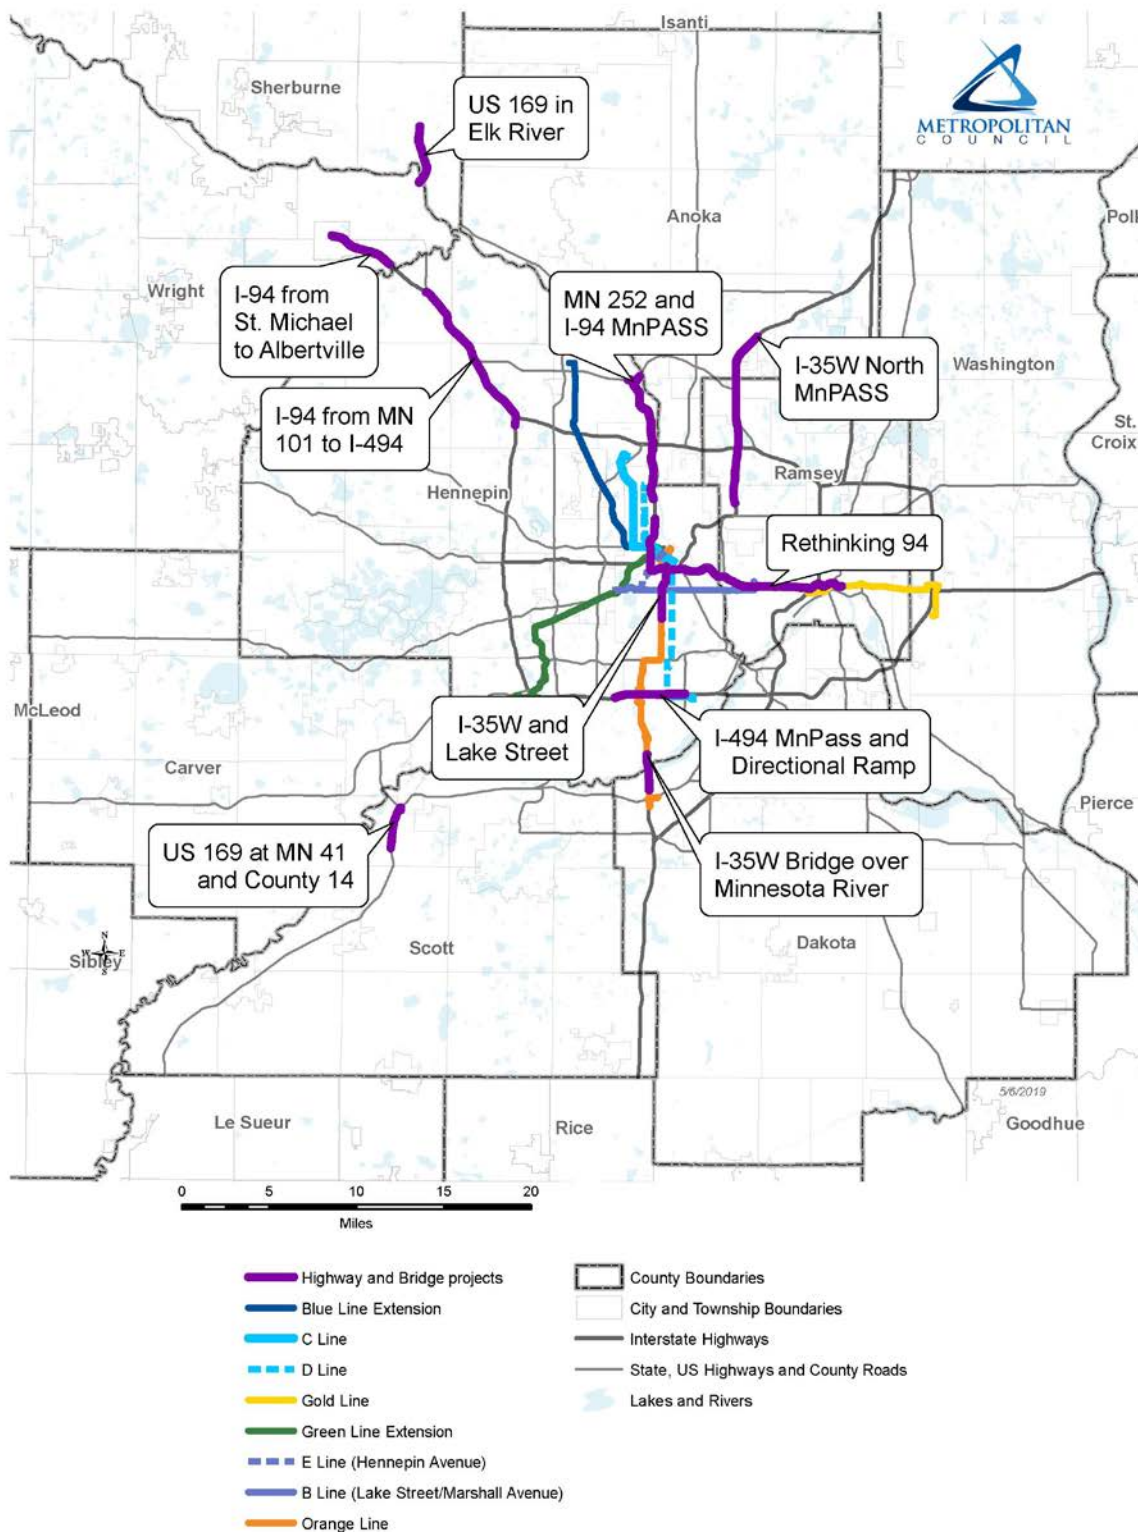 Isanti
Sherburne
US 169 in
Elk River
METROPOLITAN
COUNCIL
Anoka
Polk
Wright
I-94 from
St. Michael
to Albertville
MN 252 and
I-94 MnPASS
I-35W North
MnPASS
Washington
I-94 from MN
101 to I-494
St.
Croix
Ramsey
Hennepin
Rethinking 94
McLeod
I-35W and
Lake Street
I-494 MnPass and
Directional Ramp
Carver
Pierce
US 169 at MN 41
and County 14
I-35W Bridge over
Minnesota River
N
W E
S
Sibley
Scott
Dakota
5/6/2019
Le Sueur
Rice
Goodhue
0 5 10 15 20
Miles
Highway and Bridge projects
Blue Line Extension
C Line
D Line
Gold Line
Green Line Extension
E Line (Hennepin Avenue)
B Line (Lake Street/Marshall Avenue)
Orange Line
County Boundaries
City and Township Boundaries
Interstate Highways
State, US Highways and County Roads
Lakes and Rivers